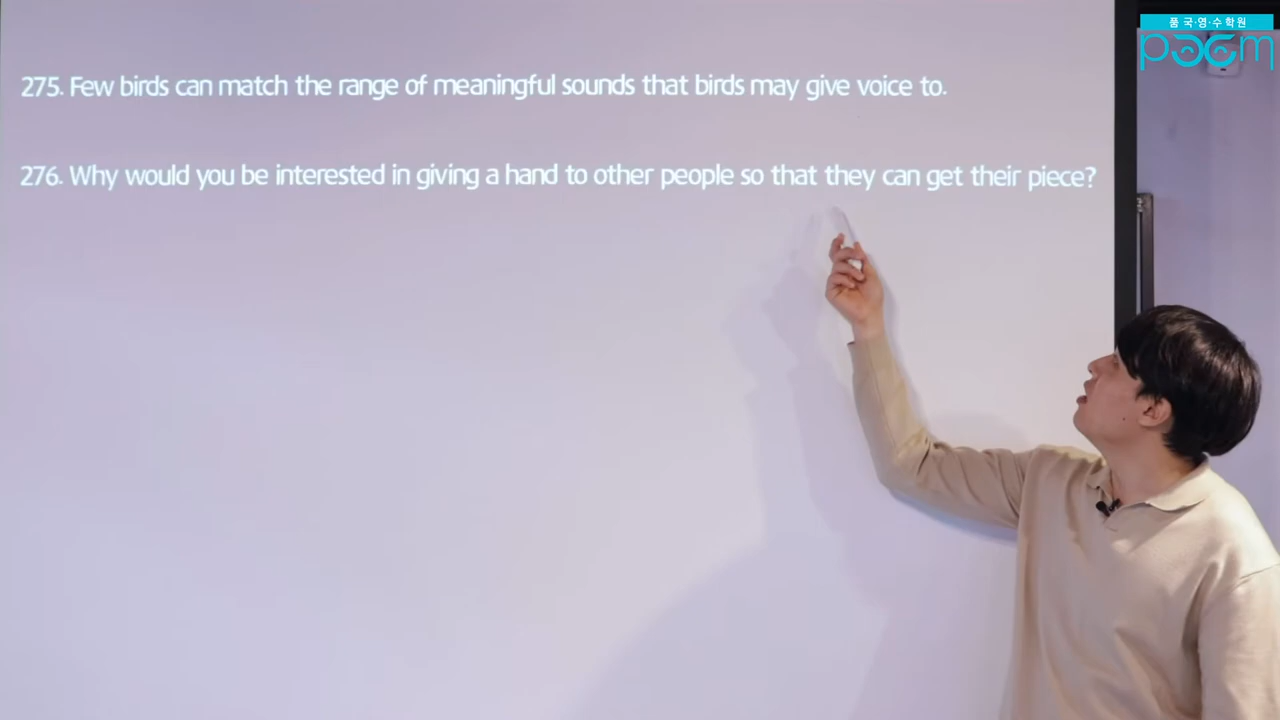 품 국·영·수 학원
poem
275. Few birds can match the range of meaningful sounds that birds may give voice to.
276. Why would you be interested in giving a hand to other people so that they can get their piece?